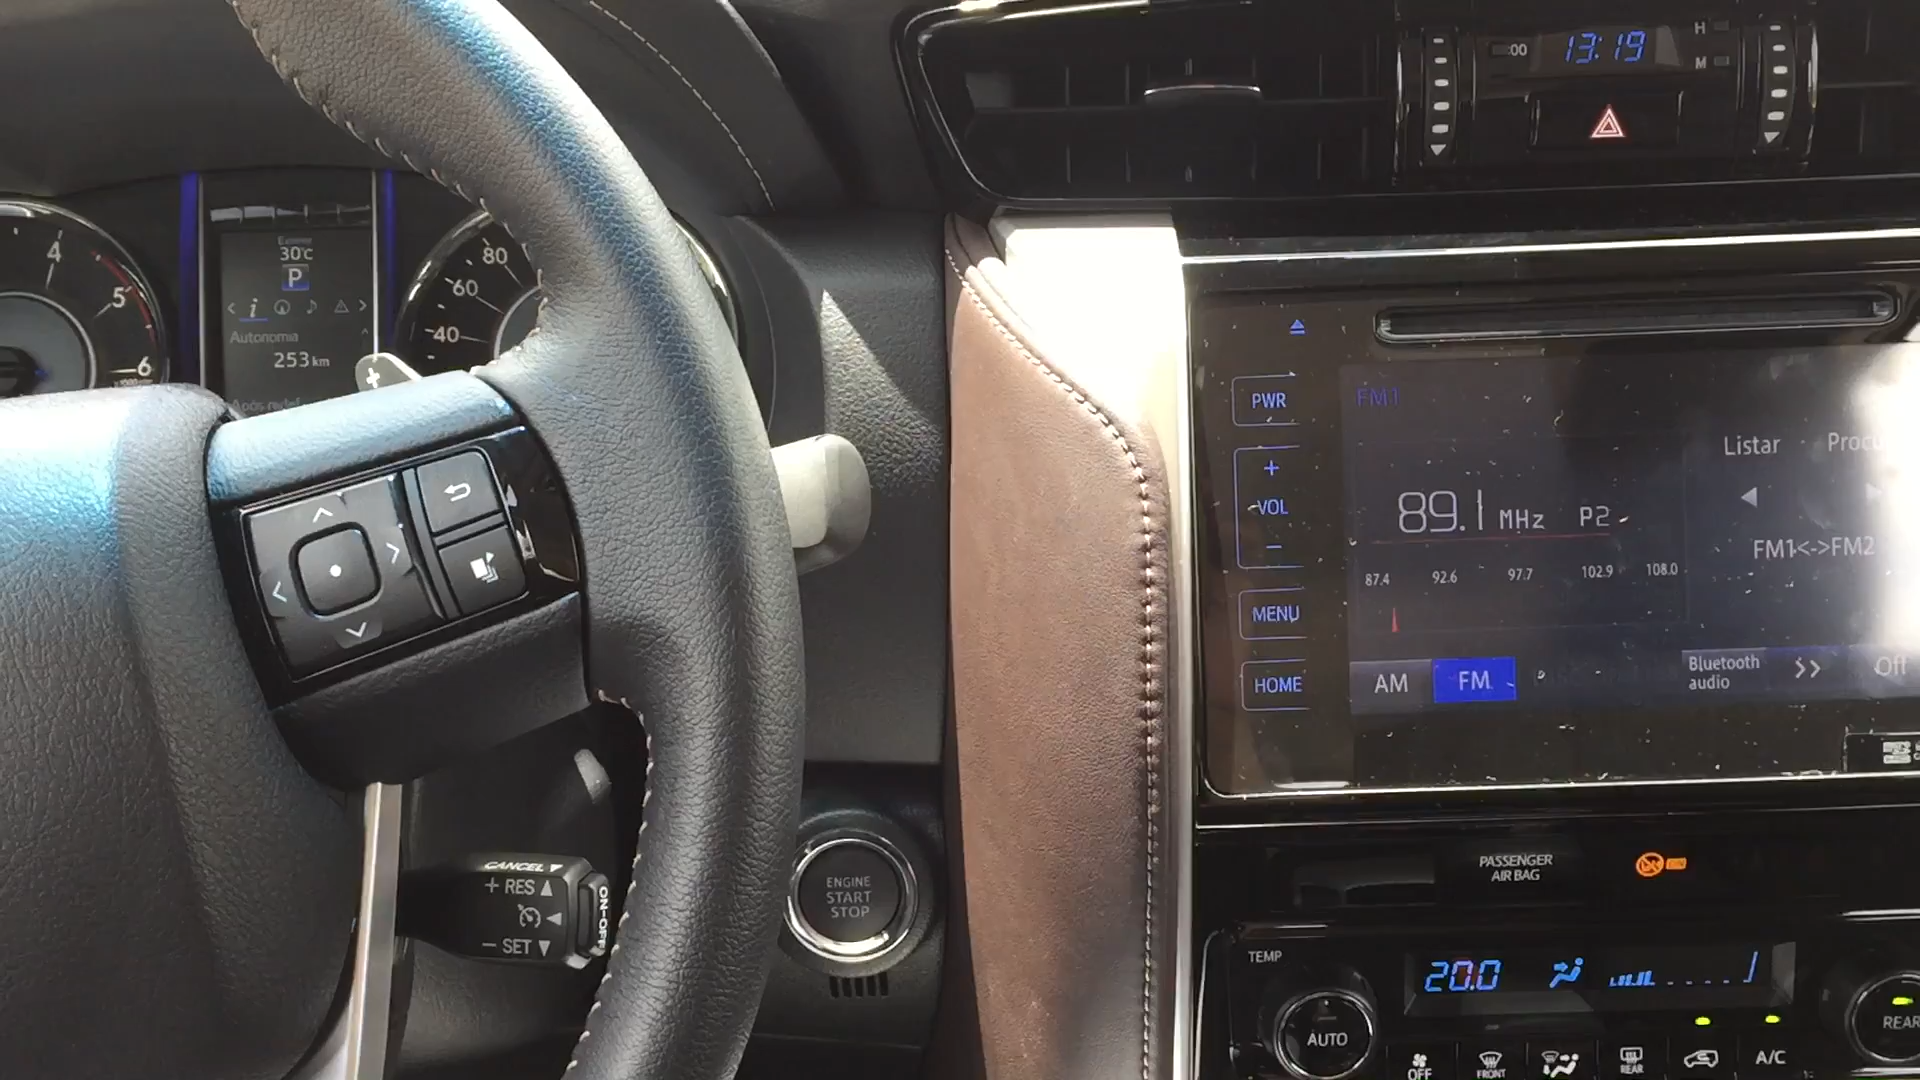 :00
13:19
H
M
4
5
6
Exterior
30°C
P
i
Autonomia
253 km
80
60
40
PWR
+
VOL
-
MENU
HOME
FM1
Listar
89.1 MHz P2
FM1<->FM2
87.4 92.6 97.7 102.9 108.0
AM
FM
Bluetooth
audio
>>
Off
CANCEL ▼
+ RES ▲
- SET ▼
ON-OFF
ENGINE
START
STOP
PASSENGER
AIR BAG
TEMP
20.0
AUTO
OFF
FRONT
REAR
A/C
REAR